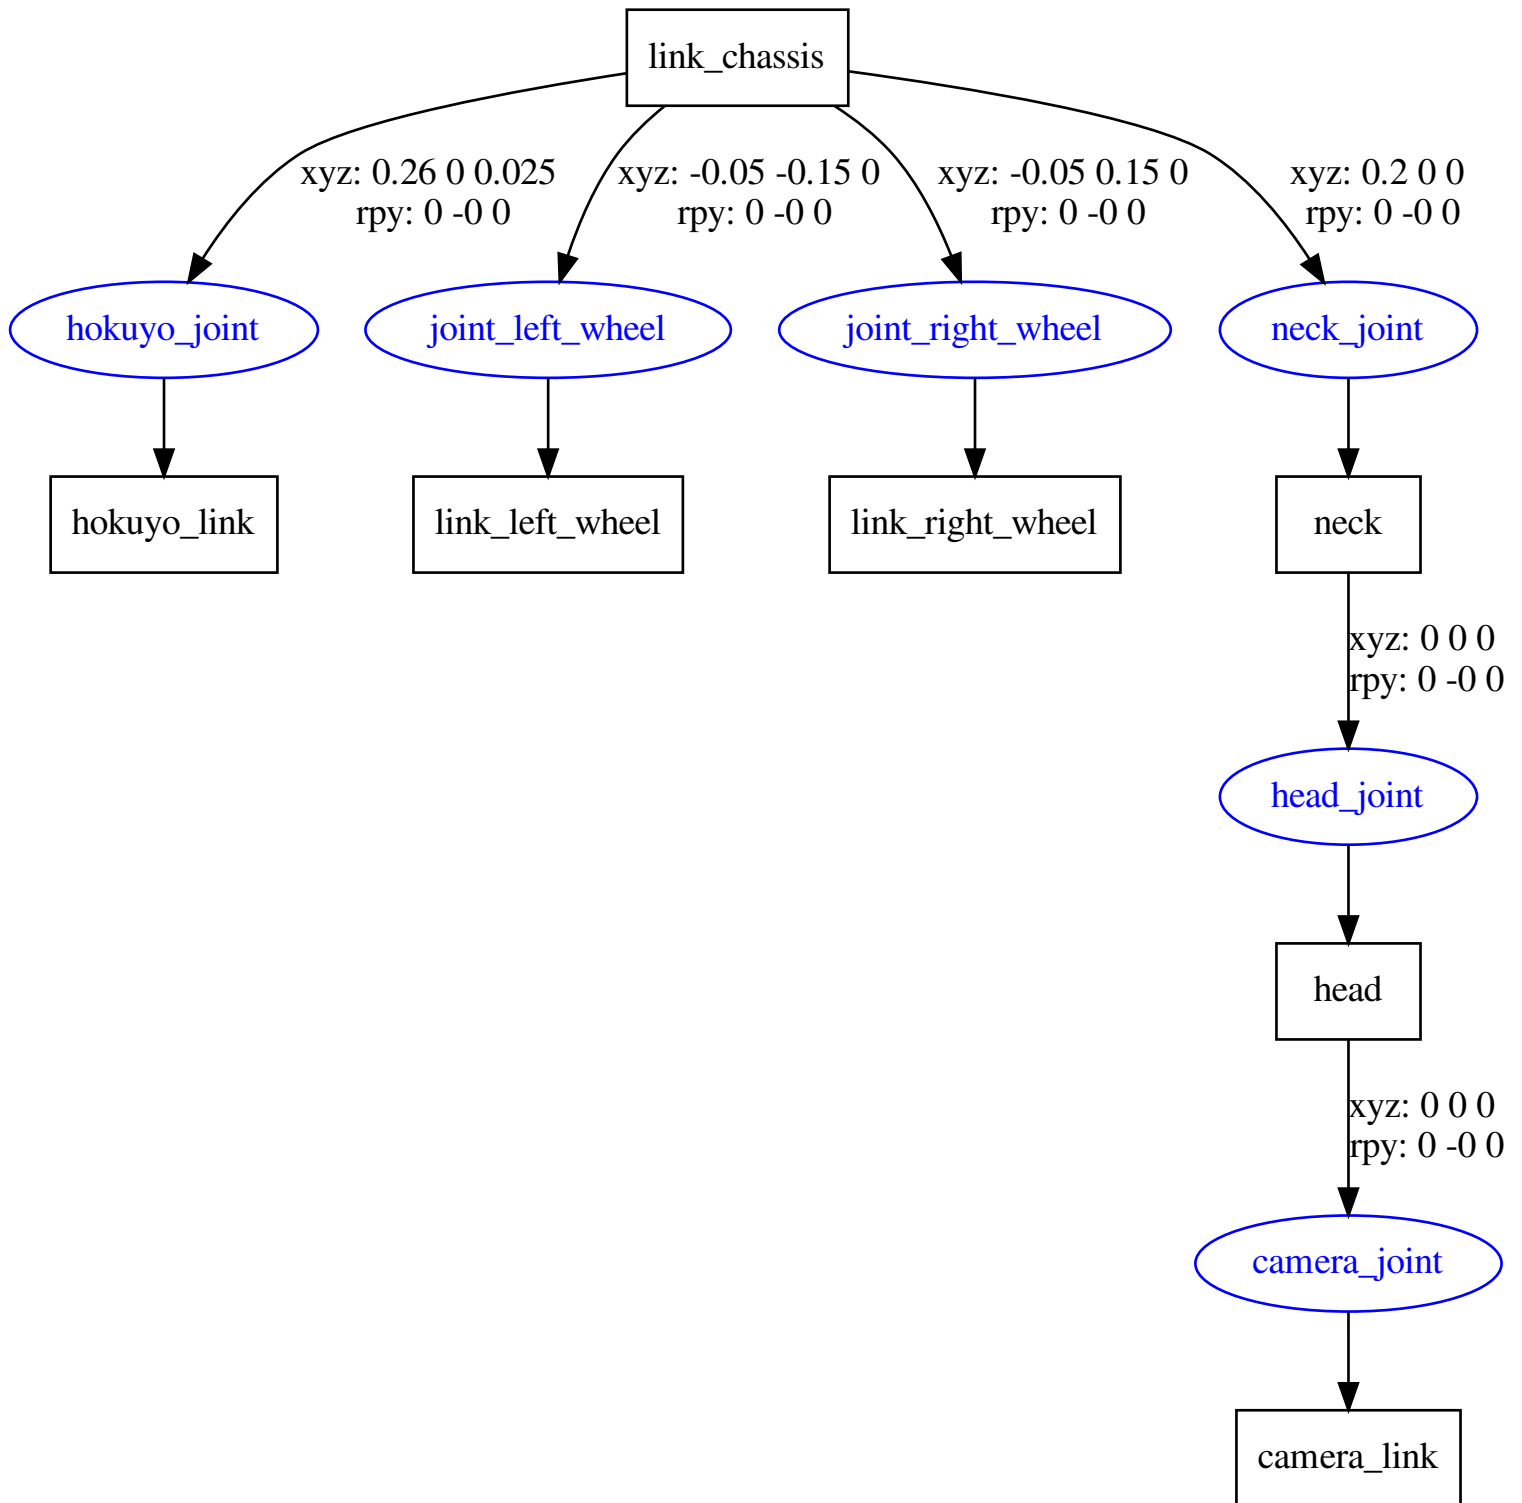 link_chassis
xyz: 0.26 0 0.025
rpy: 0 -0 0
xyz: -0.05 -0.15 0
rpy: 0 -0 0
xyz: -0.05 0.15 0
rpy: 0 -0 0
xyz: 0.2 0 0
rpy: 0 -0 0
hokuyo_joint
joint_left_wheel
joint_right_wheel
neck_joint
hokuyo_link
link_left_wheel
link_right_wheel
neck
xyz: 0 0 0
rpy: 0 -0 0
head_joint
head
xyz: 0 0 0
rpy: 0 -0 0
camera_joint
camera_link